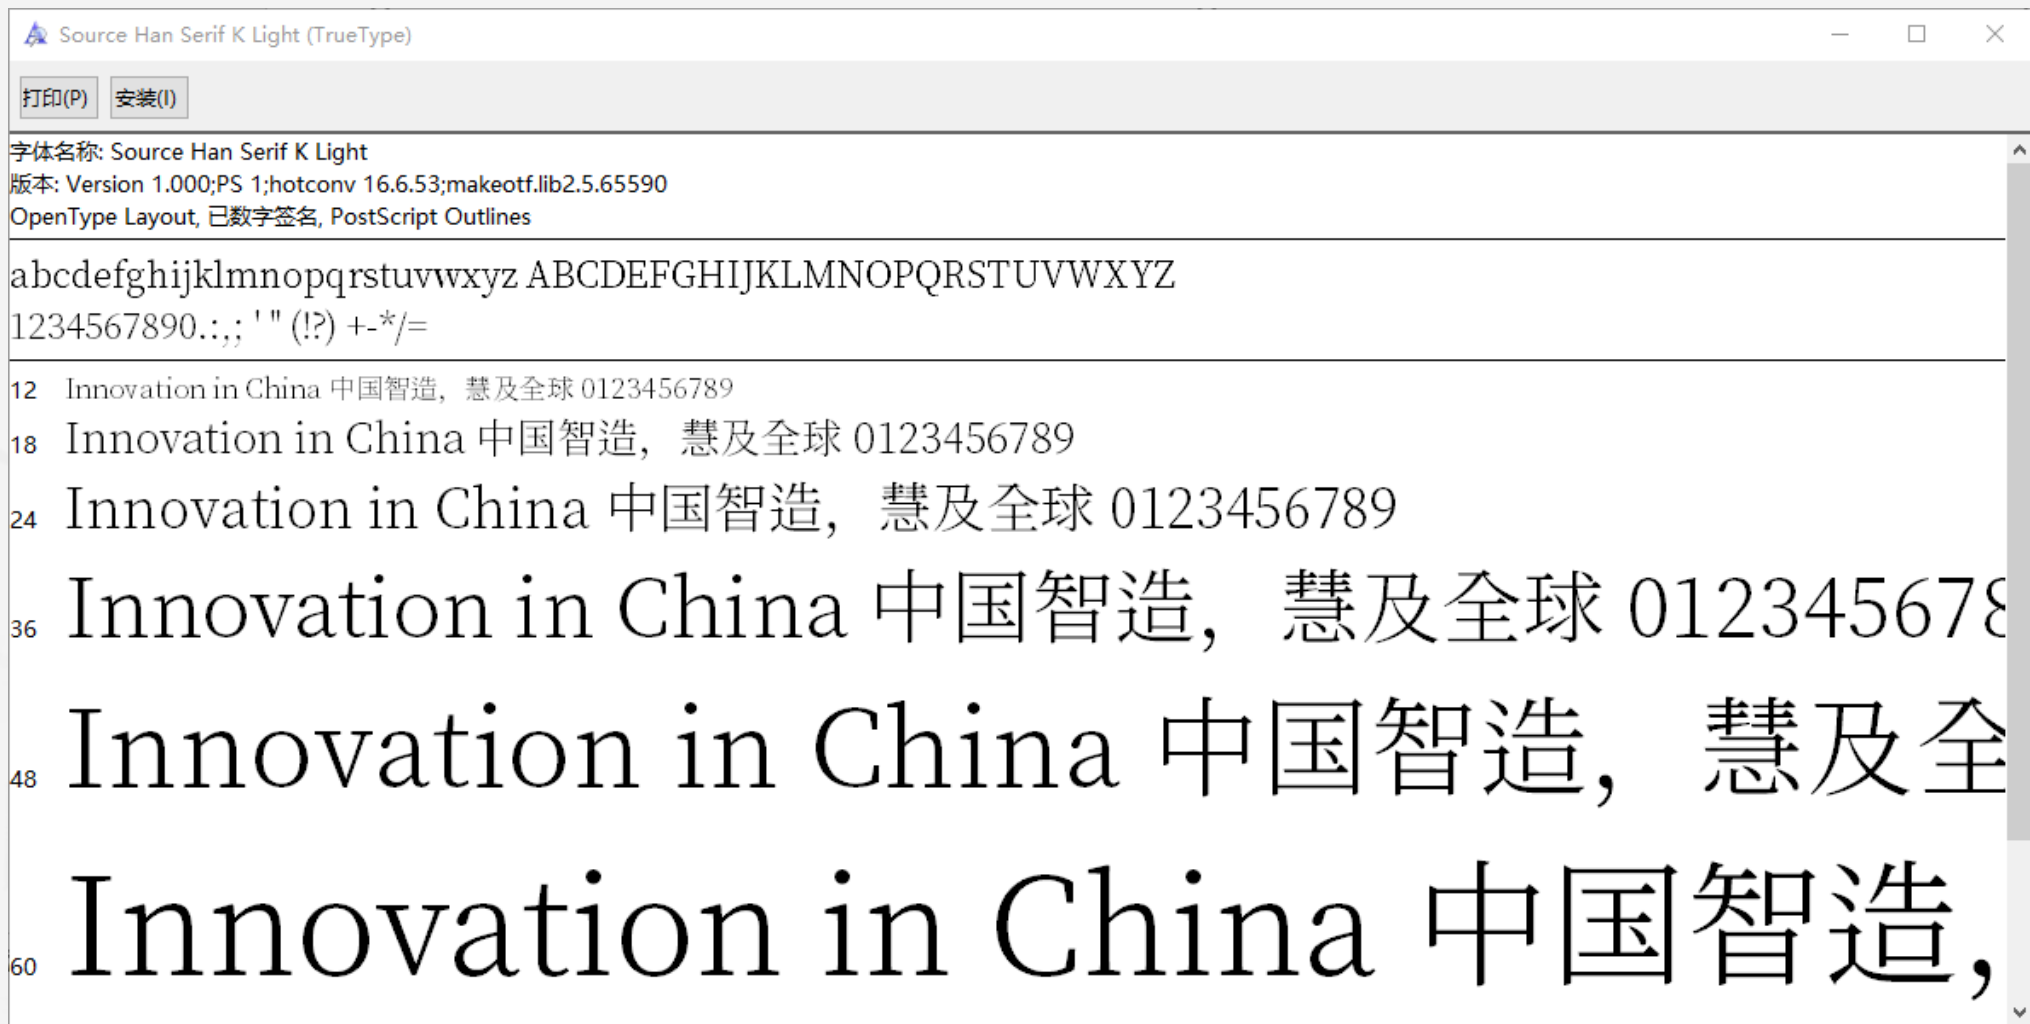 Source Han Serif K Light (TrueType)
打印(P) 安装(I)
字体名称: Source Han Serif K Light
版本: Version 1.000;PS 1;hotconv 16.6.53;makeotf.lib2.5.65590
OpenType Layout, 已数字签名, PostScript Outlines
abcdefghijklmnopqrstuvwxyz ABCDEFGHIJKLMNOPQRSTUVWXYZ
1234567890.:,; ' " (!?) +-*/=
12 Innovation in China 中国智造，慧及全球 0123456789
18 Innovation in China 中国智造，慧及全球 0123456789
24 Innovation in China 中国智造，慧及全球 0123456789
36 Innovation in China 中国智造，慧及全球 012345678
48 Innovation in China 中国智造，慧及全
60 Innovation in China 中国智造，